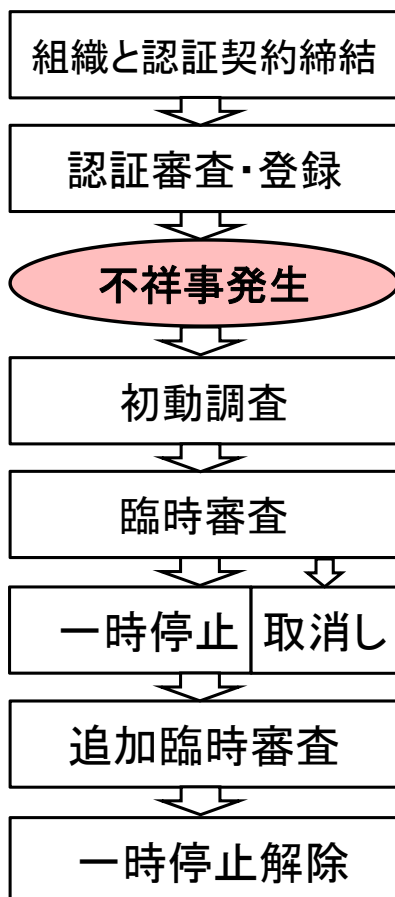 組織と認証契約締結
認証審査・登録
不祥事発生
初動調査
臨時審査
一時停止
取消し
追加臨時審査
一時停止解除